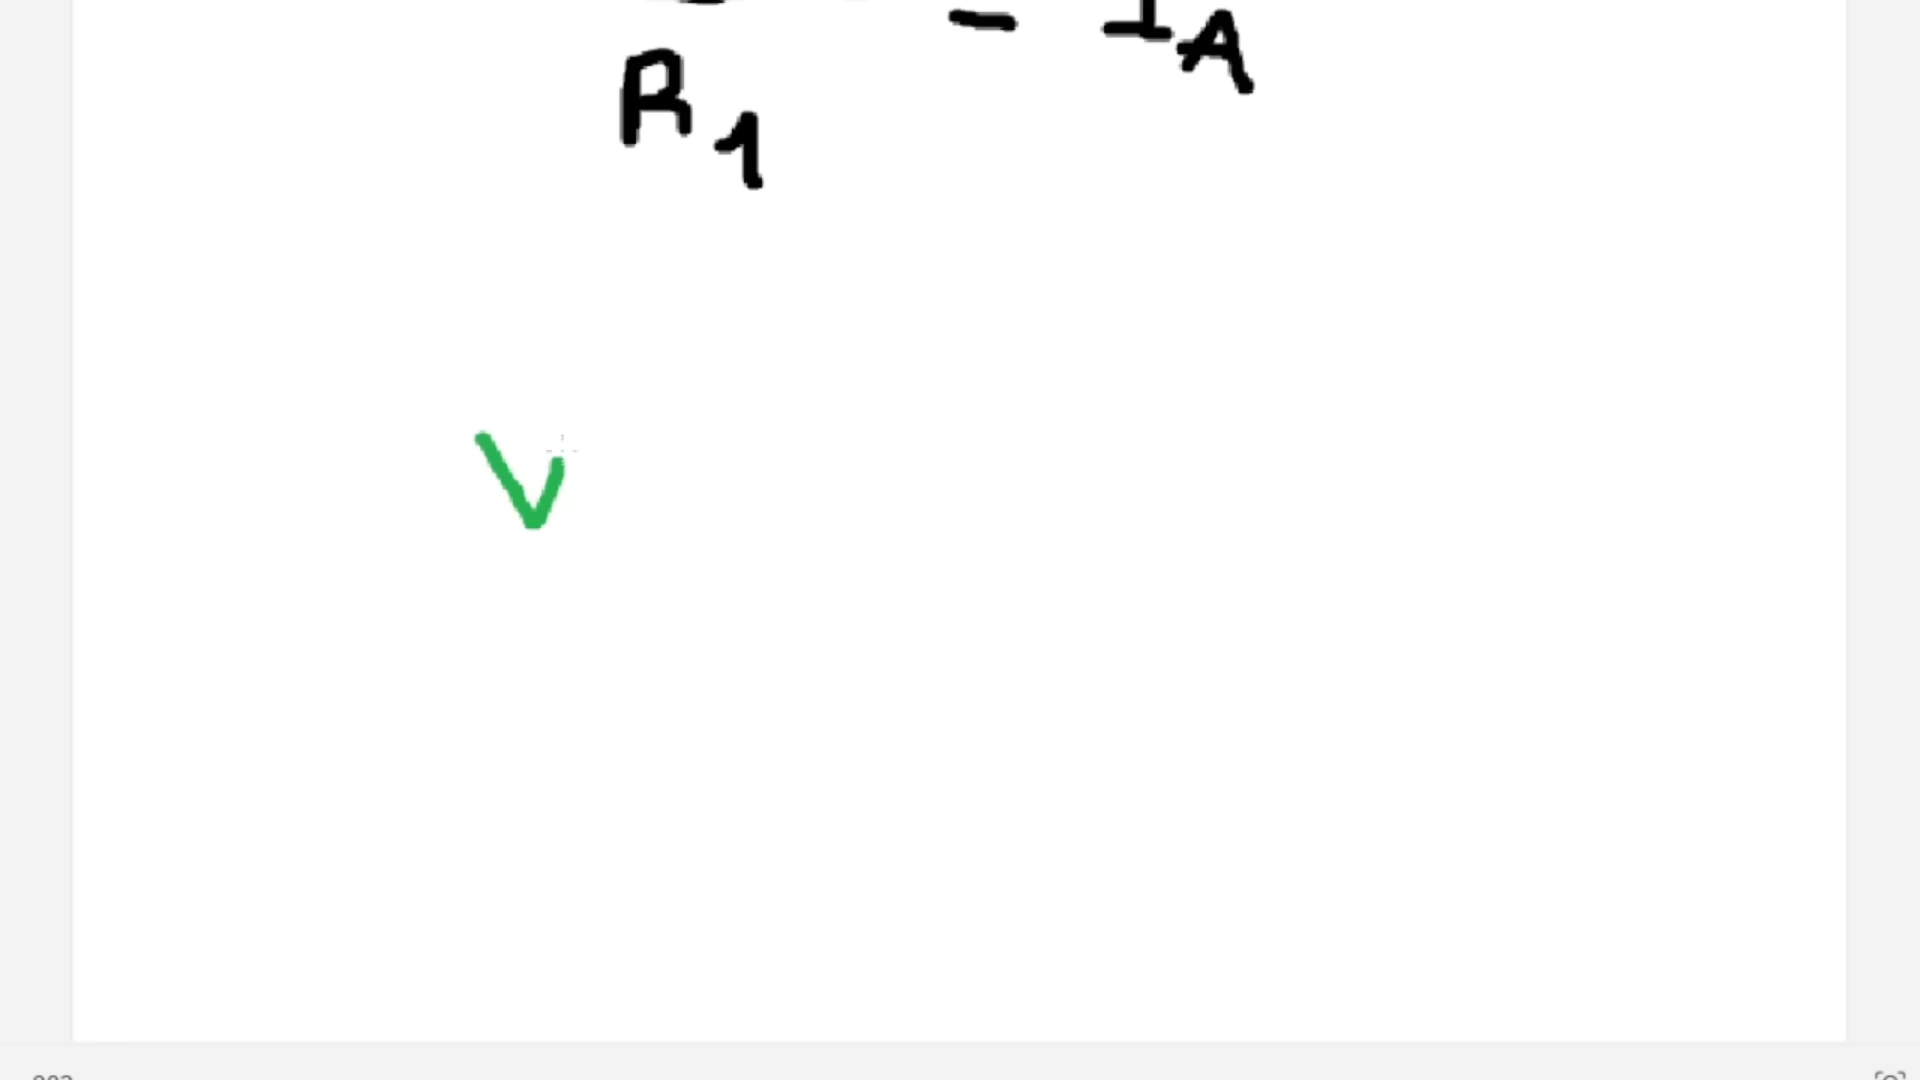 = I_A
R_1
V